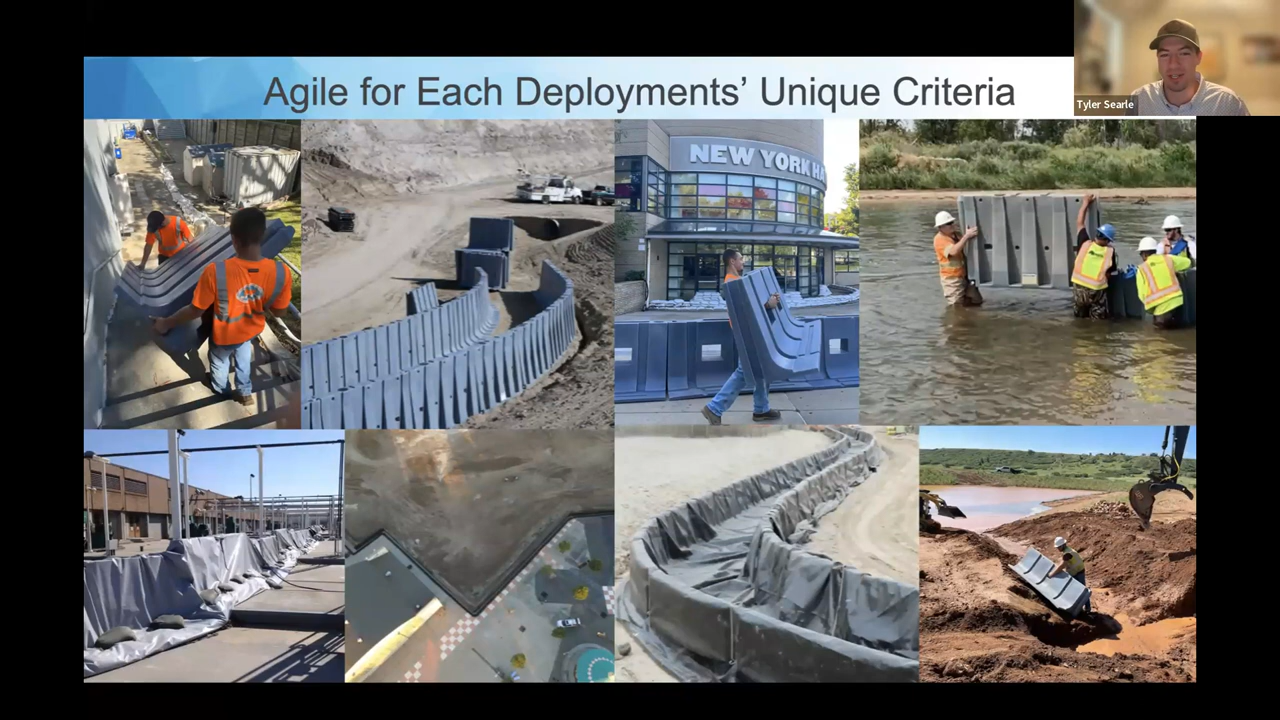 Agile for Each Deployments’ Unique Criteria
Tyler Searle
NEW YORK HA